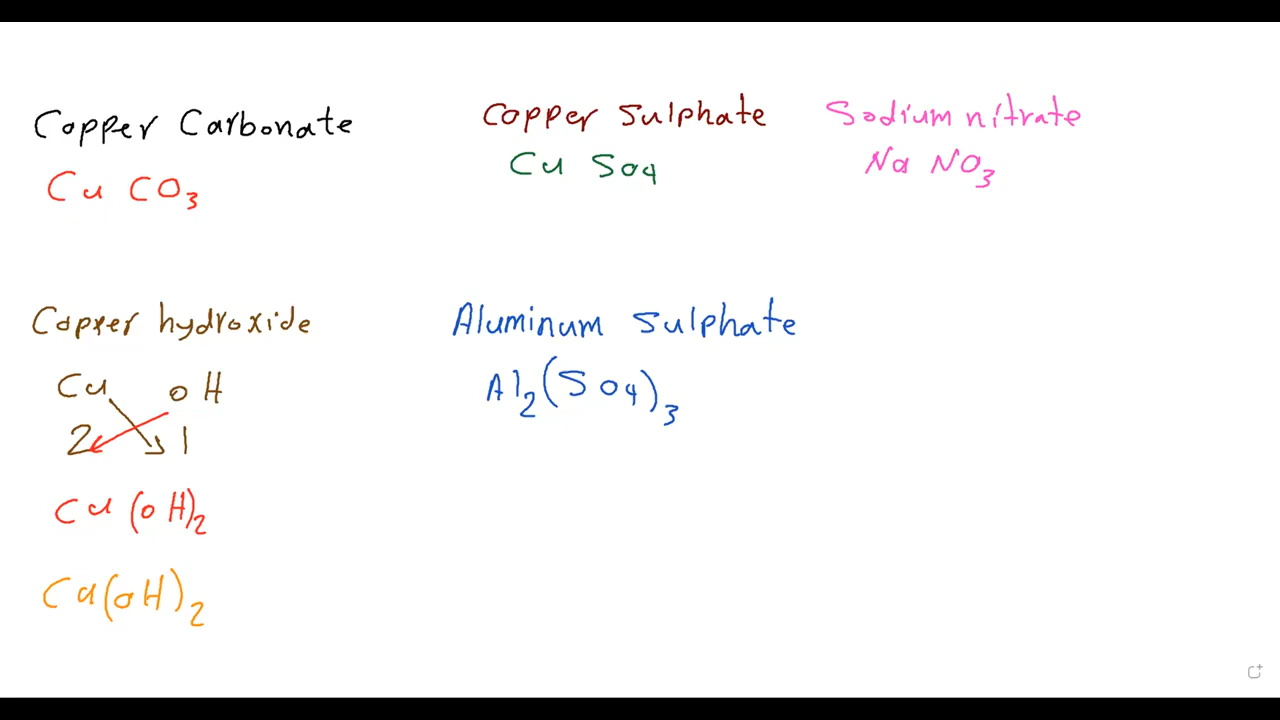 Copper Carbonate
Cu CO3
Copper Sulphate
Cu SO4
Sodium nitrate
Na NO3
Copper hydroxide
Cu OH
2 1
Cu (OH)2
Cu(OH)2
Aluminum Sulphate
Al2(SO4)3